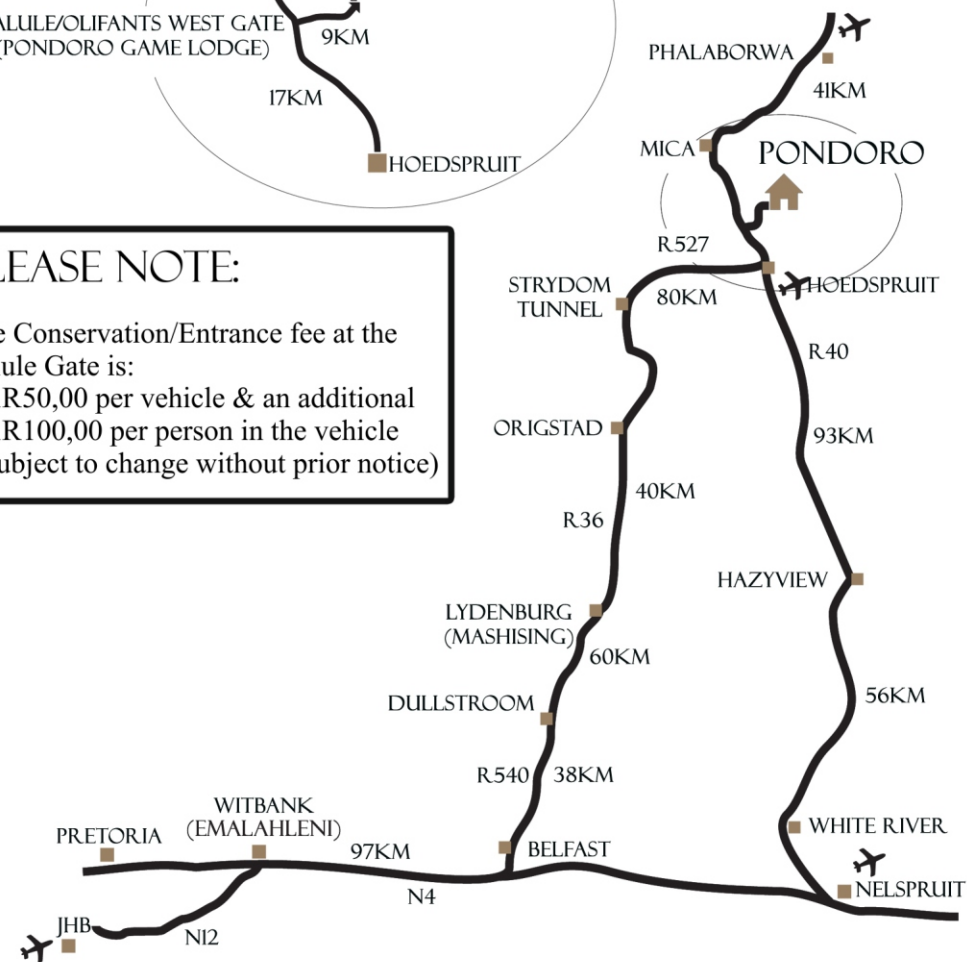 ALULE/OLIFANTS WEST GATE
(PONDORO GAME LODGE)
9KM
17KM
HOEDSPRUIT
LEASE NOTE:
e Conservation/Entrance fee at the
lule Gate is:
R50,00 per vehicle & an additional
R100,00 per person in the vehicle
ubject to change without prior notice)
PHALABORWA
41KM
MICA
PONDORO
R527
STRYDOM
TUNNEL
80KM
HOEDSPRUIT
R40
ORIGSTAD
93KM
40KM
R36
HAZYVIEW
LYDENBURG
(MASHISING)
60KM
56KM
DULLSTROOM
R540
38KM
WITBANK
(EMALAHLENI)
PRETORIA
97KM
BELFAST
WHITE RIVER
N4
NELSPRUIT
JHB
N12